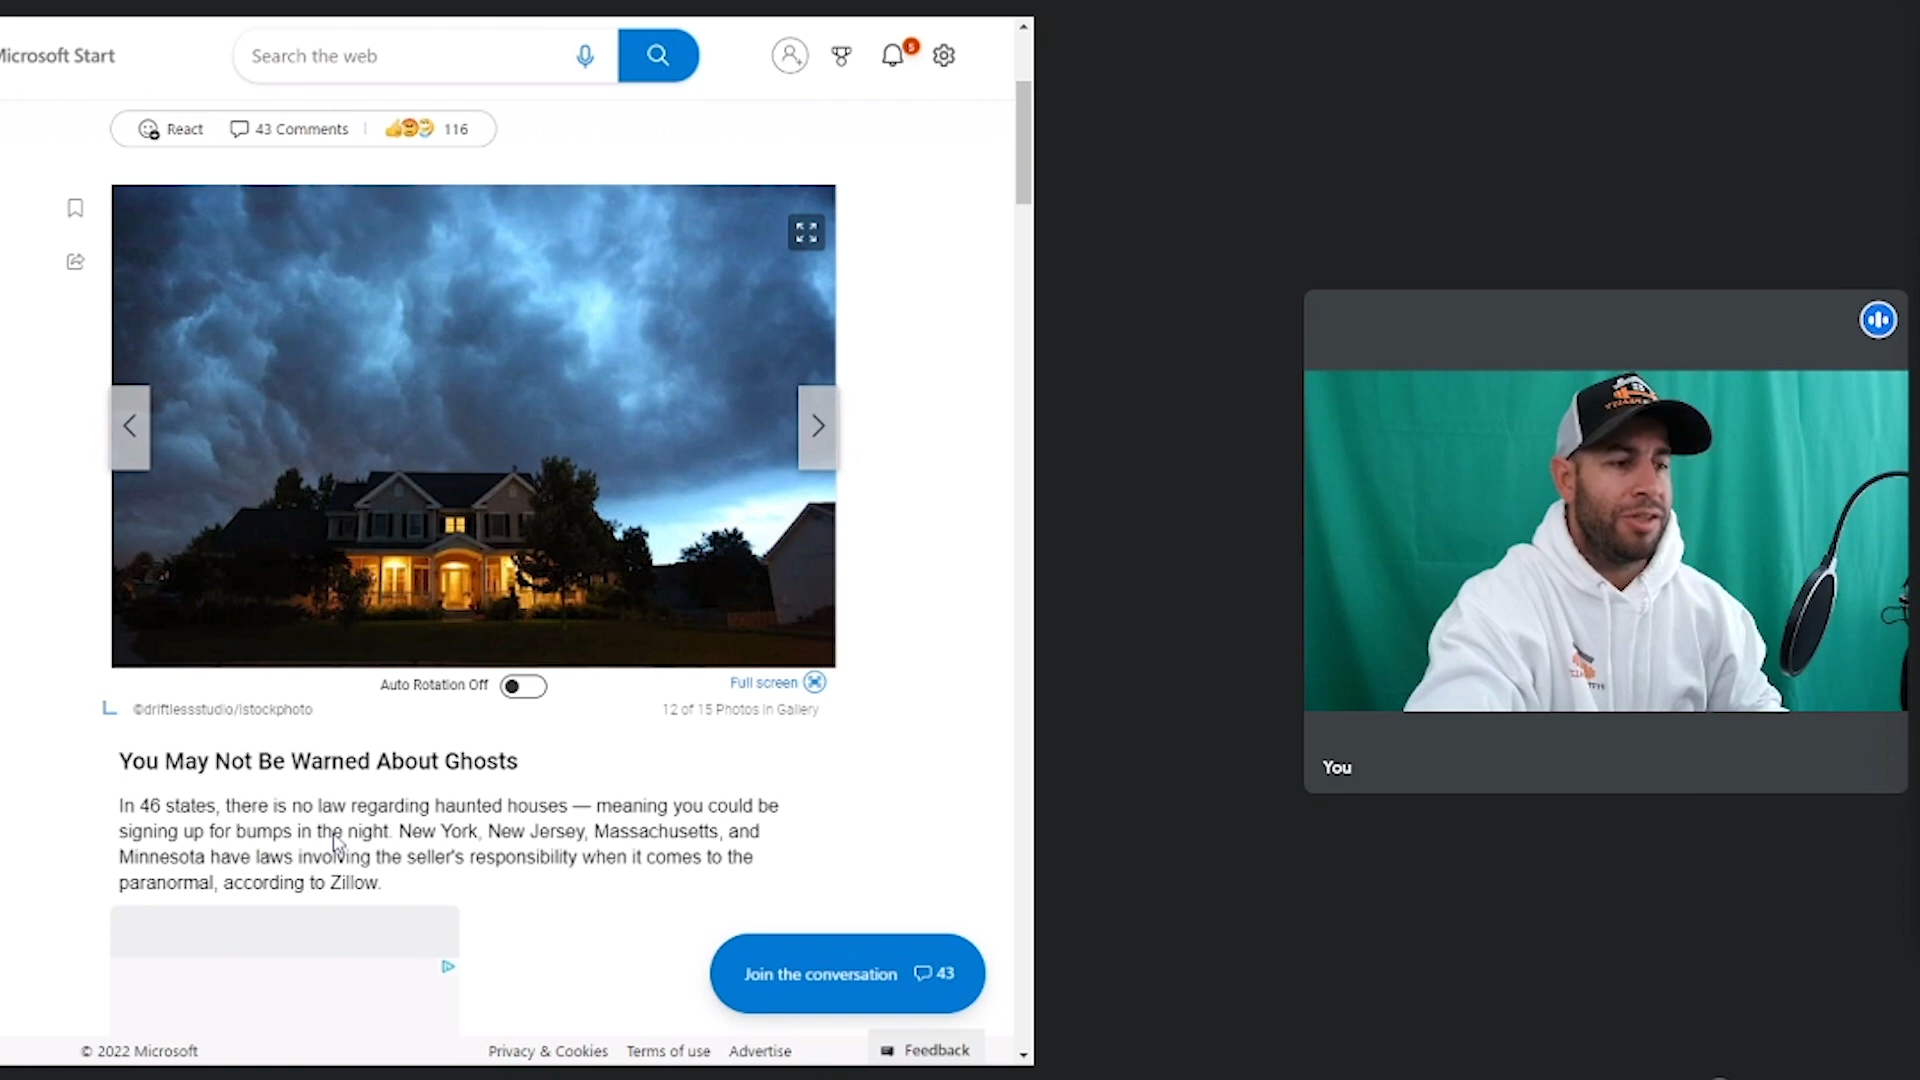 Microsoft Start
Search the web
5
React
43 Comments
116
Auto Rotation Off
Full screen
©driftlessstudio/istockphoto
12 of 15 Photos in Gallery
You May Not Be Warned About Ghosts
In 46 states, there is no law regarding haunted houses — meaning you could be
signing up for bumps in the night. New York, New Jersey, Massachusetts, and
Minnesota have laws involving the seller's responsibility when it comes to the
paranormal, according to Zillow.
Join the conversation
43
© 2022 Microsoft
Privacy & Cookies
Terms of use
Advertise
Feedback
You